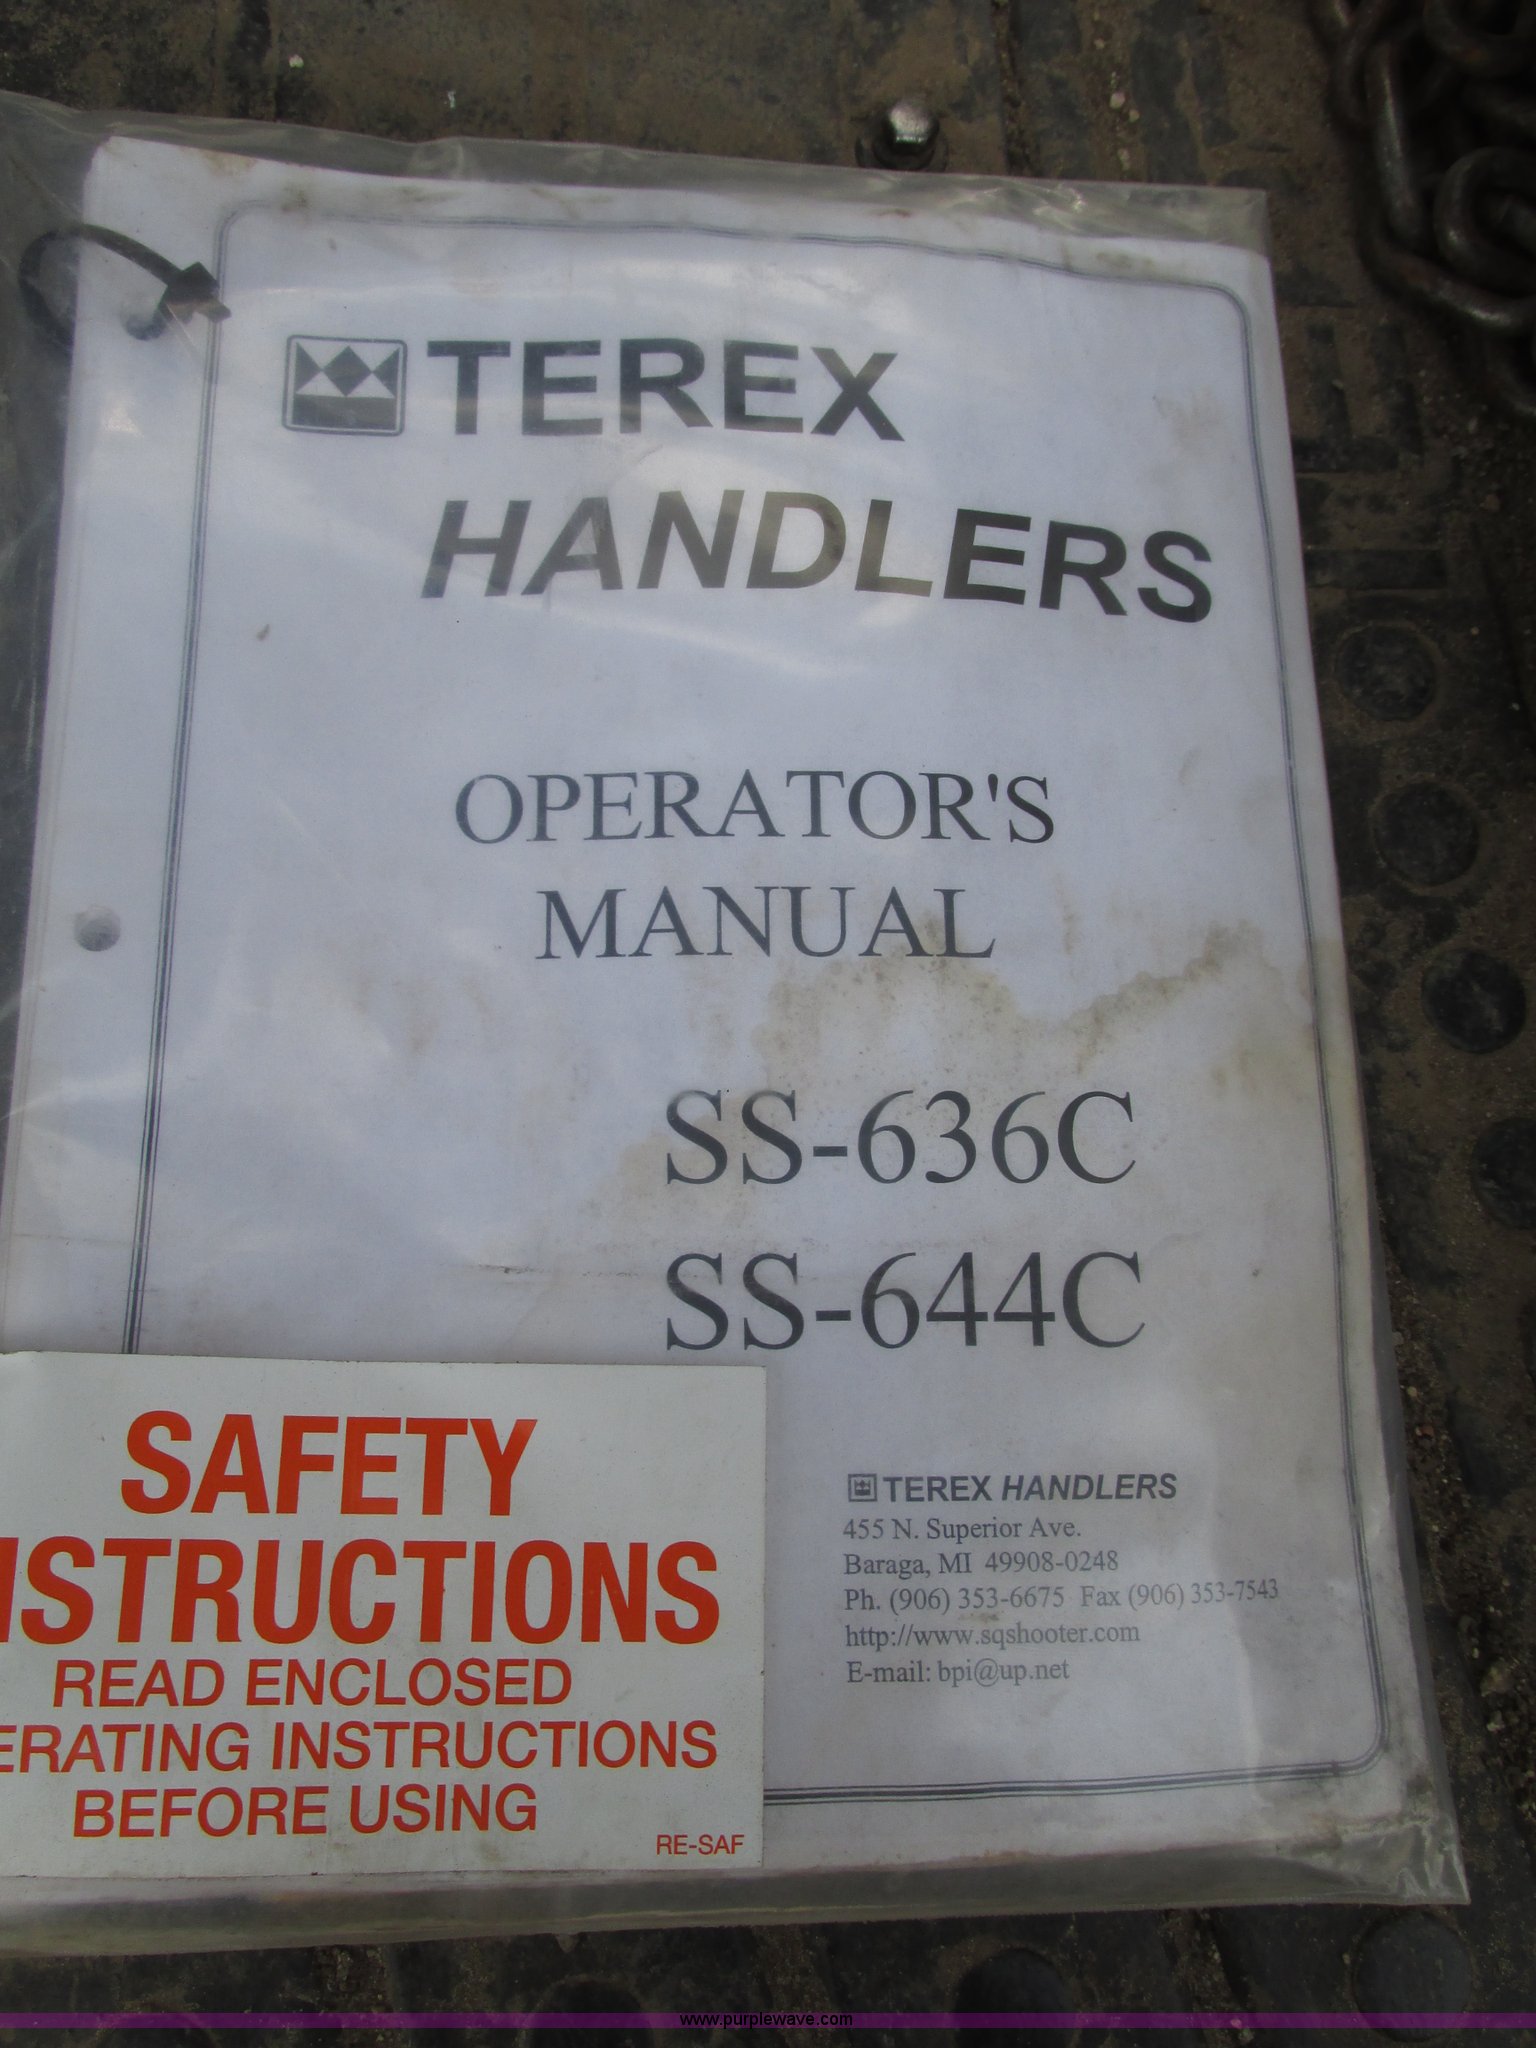 TEREX
HANDLERS
OPERATOR'S
MANUAL
SS-636C
SS-644C
SAFETY
NSTRUCTIONS
READ ENCLOSED
ERATING INSTRUCTIONS
BEFORE USING
RE-SAF
TEREX HANDLERS
455 N. Superior Ave.
Baraga, MI 49908-0248
Ph. (906) 353-6675 Fax (906) 353-7543
http://www.sqshooter.com
E-mail: bpi@up.net
www.purplewave.com